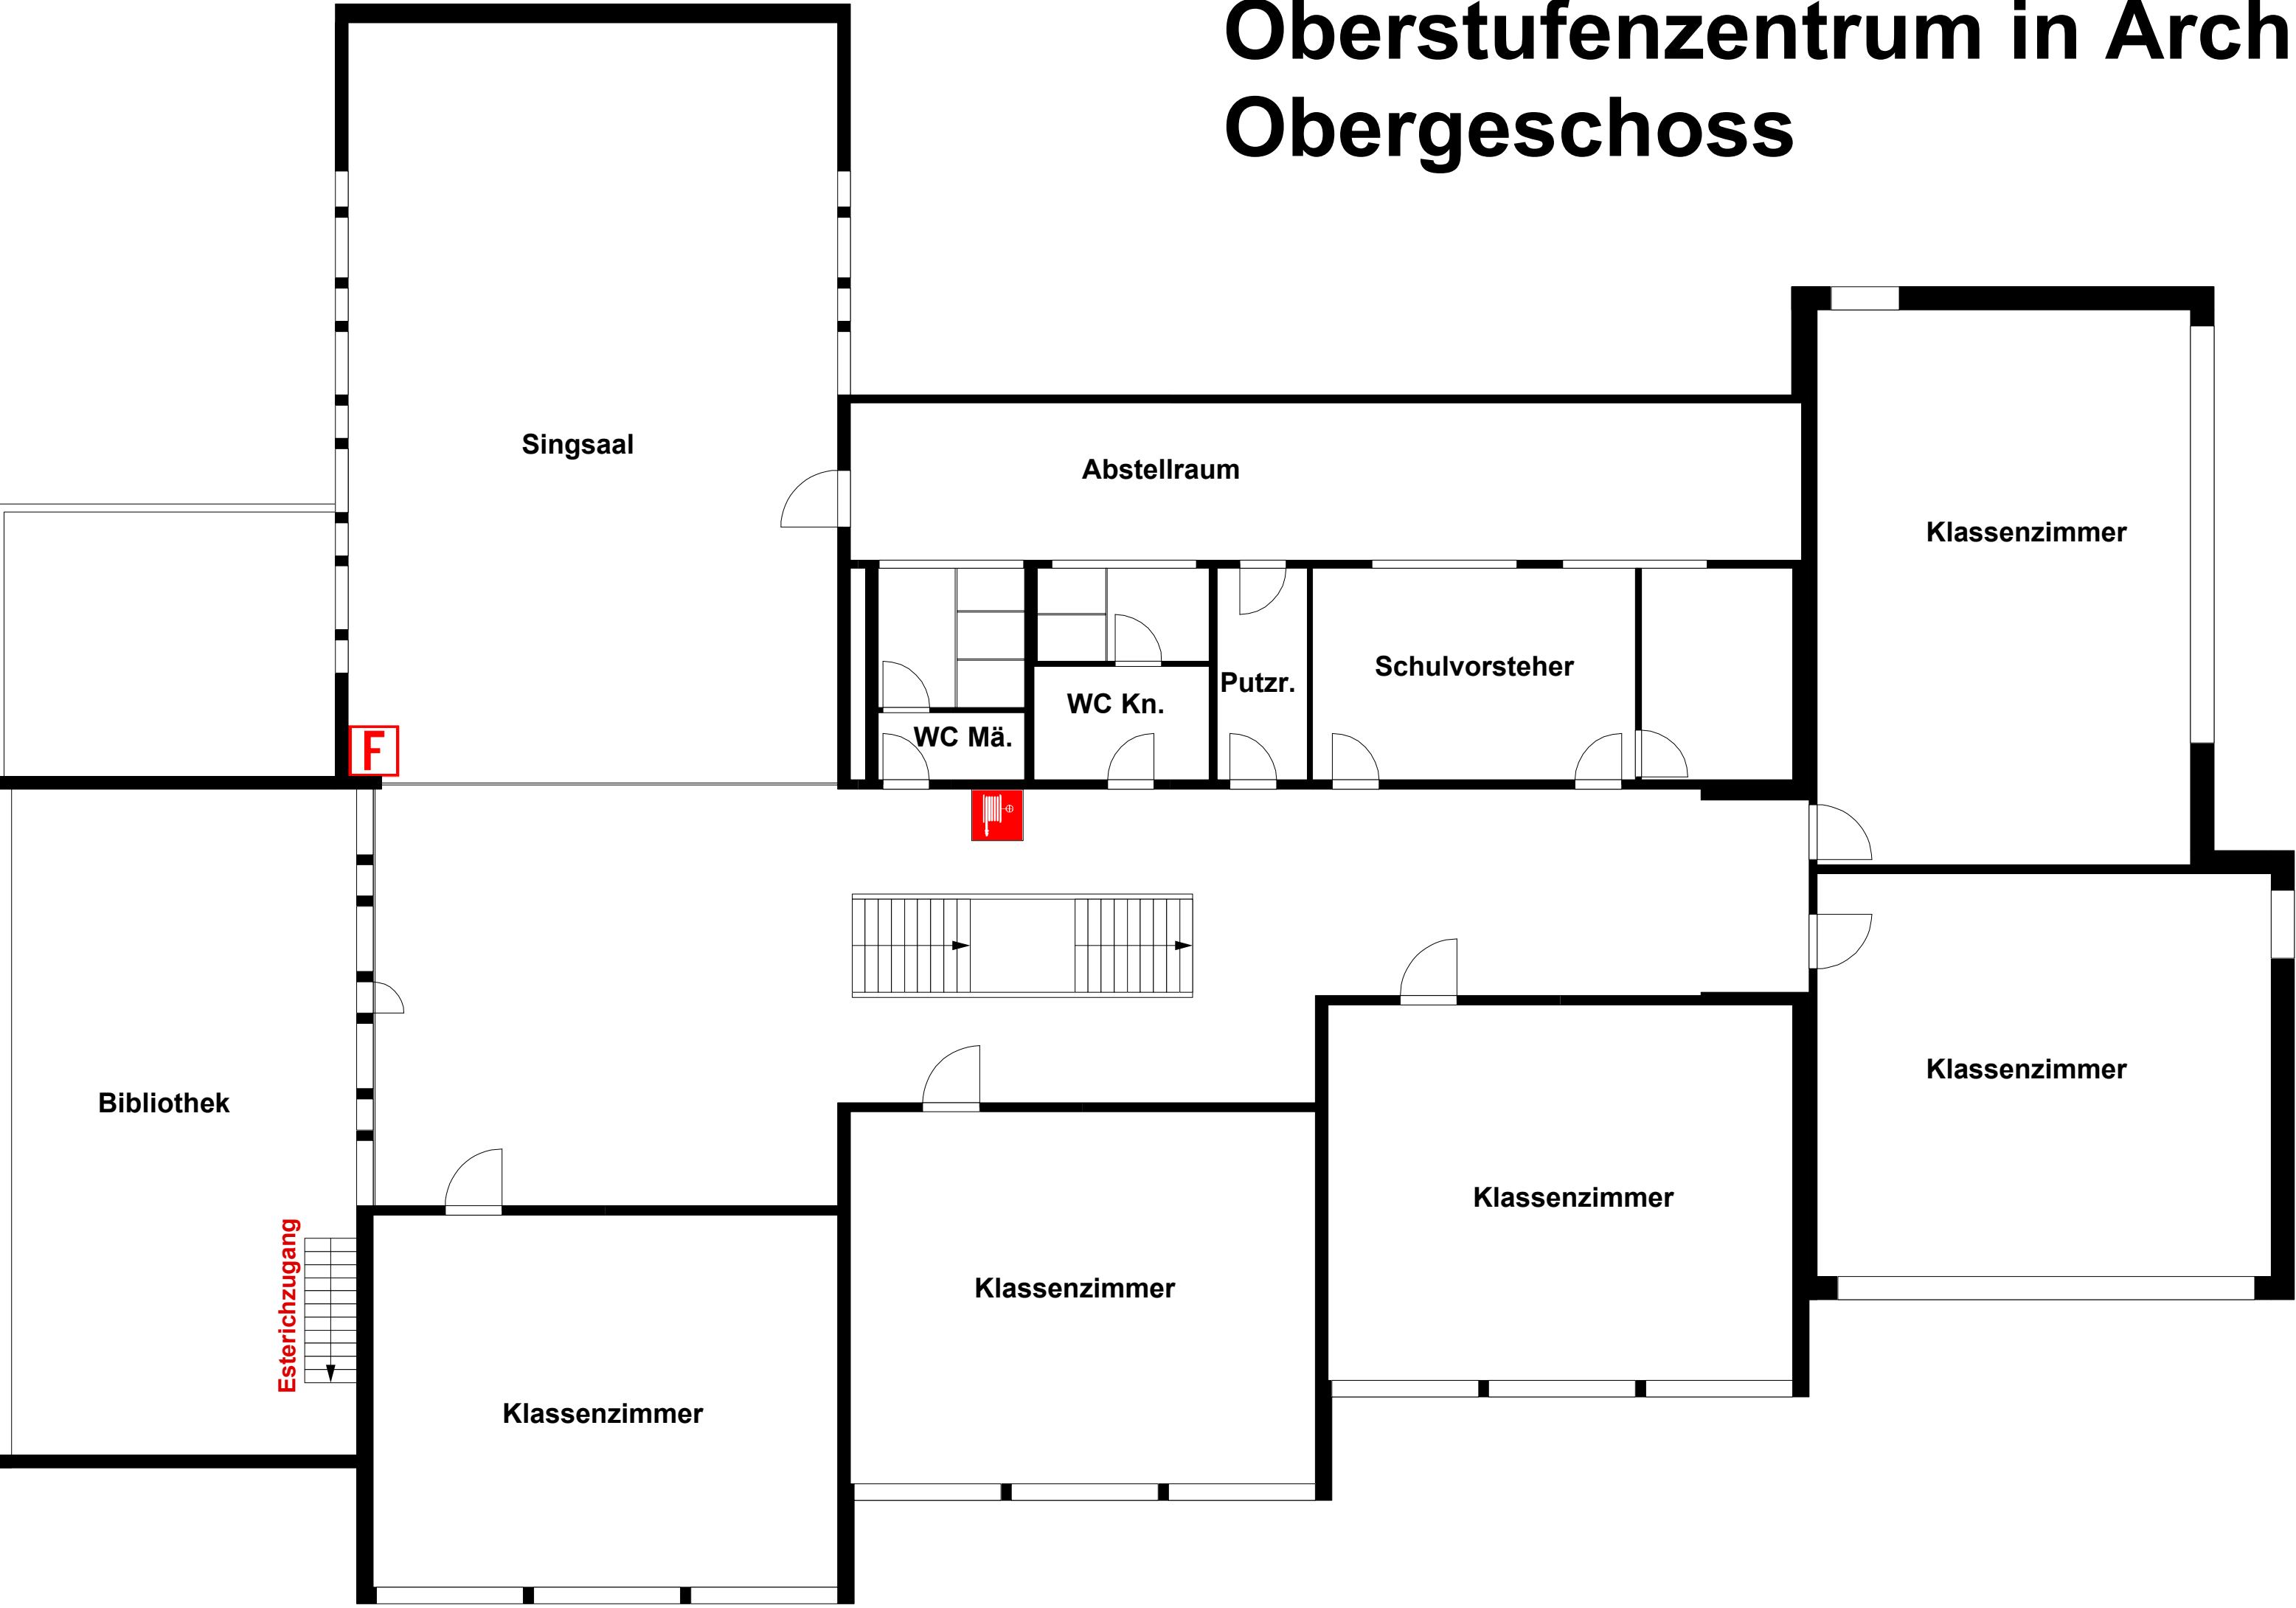 Oberstufenzentrum in Arch
Obergeschoss
Singsaal
Abstellraum
Klassenzimmer
Schulvorsteher
Putzr.
WC Kn.
WC Mä.
F
Klassenzimmer
Bibliothek
Klassenzimmer
Esterichzugang
Klassenzimmer
Klassenzimmer